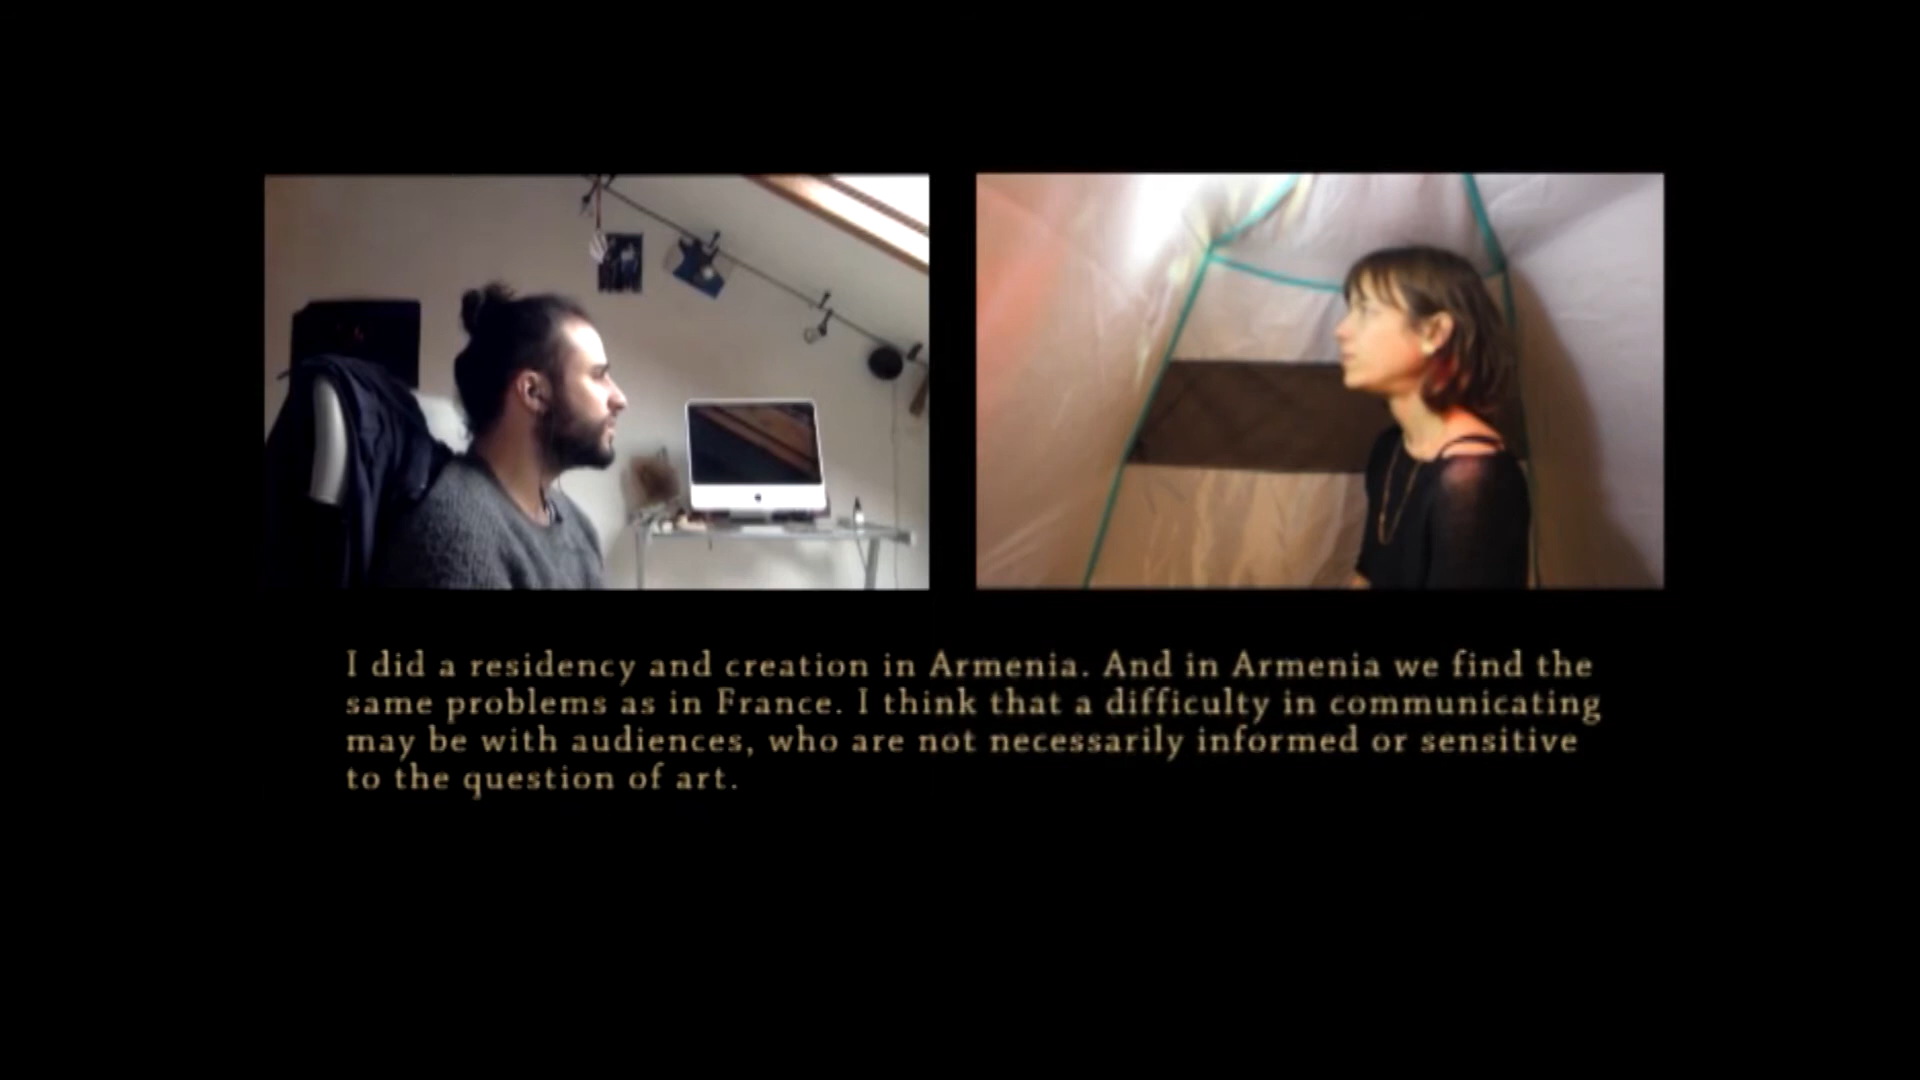 I did a residency and creation in Armenia. And in Armenia we find the
same problems as in France. I think that a difficulty in communicating
may be with audiences, who are not necessarily informed or sensitive
to the question of art.